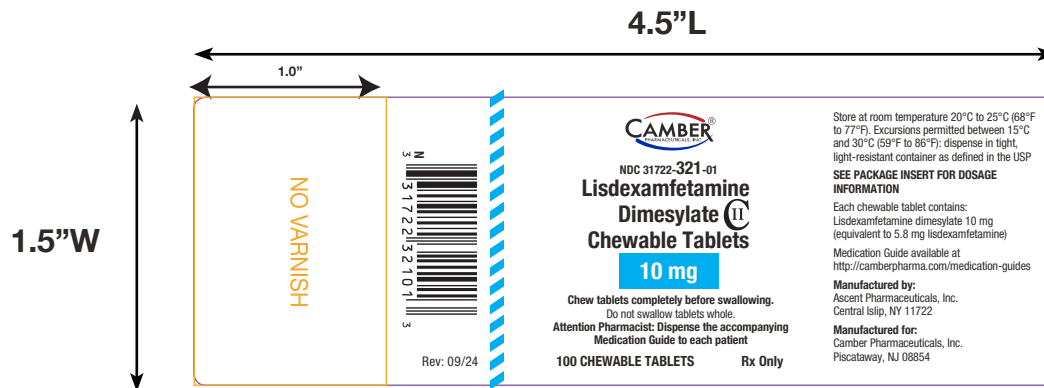 4.5”L
1.0”
1.5”W
NO VARNISH
N
3
31722 32101
3
Rev: 09/24
CAMBER®
PHARMACEUTICALS, INC.
NDC 31722-321-01
Lisdexamfetamine
Dimesylate CII
Chewable Tablets
10 mg
Chew tablets completely before swallowing.
Do not swallow tablets whole.
Attention Pharmacist: Dispense the accompanying
Medication Guide to each patient
100 CHEWABLE TABLETS Rx Only
Store at room temperature 20°C to 25°C (68°F
to 77°F). Excursions permitted between 15°C
and 30°C (59°F to 86°F): dispense in tight,
light-resistant container as defined in the USP
SEE PACKAGE INSERT FOR DOSAGE
INFORMATION
Each chewable tablet contains:
Lisdexamfetamine dimesylate 10 mg
(equivalent to 5.8 mg lisdexamfetamine)
Medication Guide available at
http://camberpharma.com/medication-guides
Manufactured by:
Ascent Pharmaceuticals, Inc.
Central Islip, NY 11722
Manufactured for:
Camber Pharmaceuticals, Inc.
Piscataway, NJ 08854